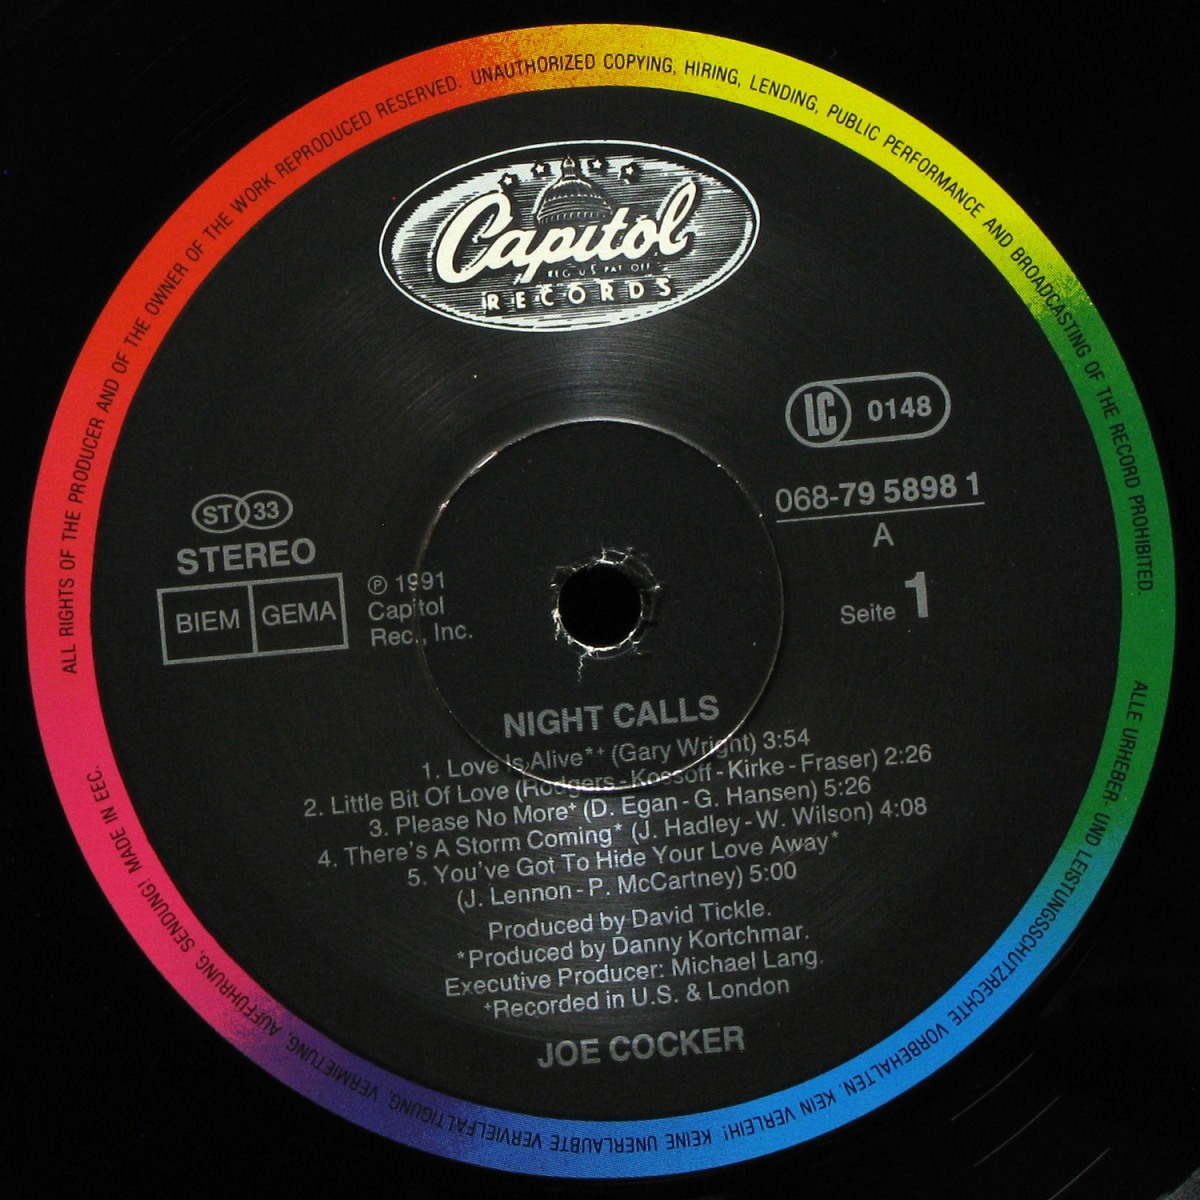 ALL RIGHTS OF THE PRODUCER AND OF THE OWNER OF THE WORK REPRODUCED RESERVED. UNAUTHORIZED COPYING, HIRING, LENDING, PUBLIC PERFORMANCE AND BROADCASTING OF THE RECORD PROHIBITED.
Capitol
REG. U.S. PAT. OFF.
RECORDS
LC 0148
068-79 5898 1
A
Seite 1
ST 33
STEREO
BIEM GEMA
℗ 1991
Capitol
Rec., Inc.
NIGHT CALLS
1. Love Is Alive*⁺ (Gary Wright) 3:54
2. Little Bit Of Love (Rodgers-Kossoff-Kirke-Fraser) 2:26
3. Please No More⁺ (D. Egan-G. Hansen) 5:26
4. There's A Storm Coming* (J. Hadley-W. Wilson) 4:08
5. You've Got To Hide Your Love Away*
(J. Lennon-P. McCartney) 5:00
Produced by David Tickle.
*Produced by Danny Kortchmar.
Executive Producer: Michael Lang.
⁺Recorded in U.S. & London
JOE COCKER
ALLE URHEBER- UND LEISTUNGSSCHUTZRECHTE VORBEHALTEN. KEIN VERLEIH! KEINE UNERLAUBTE VERVIELFÄLTIGUNG, VERMIETUNG, AUFFÜHRUNG, SENDUNG! MADE IN EEC.